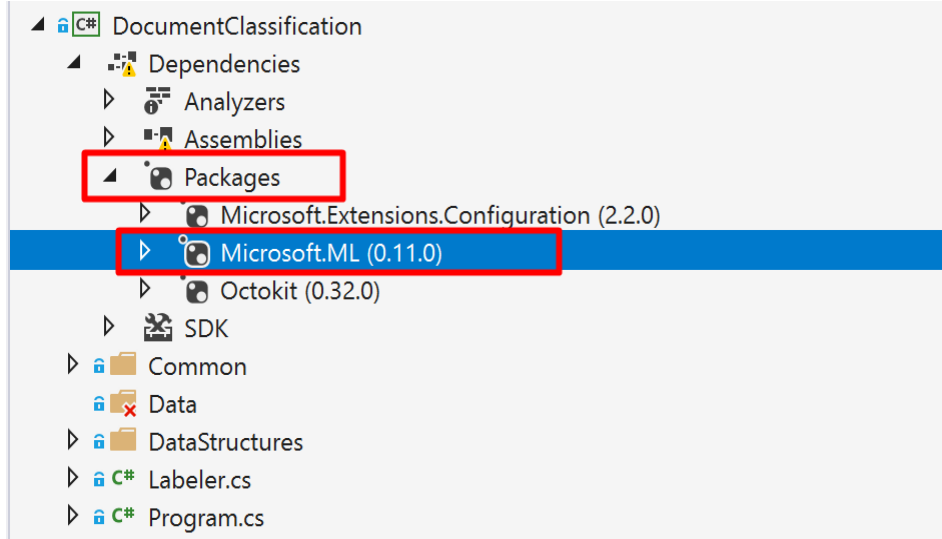 C# DocumentClassification
Dependencies
Analyzers
Assemblies
Packages
Microsoft.Extensions.Configuration (2.2.0)
Microsoft.ML (0.11.0)
Octokit (0.32.0)
SDK
Common
Data
DataStructures
C# Labeler.cs
C# Program.cs